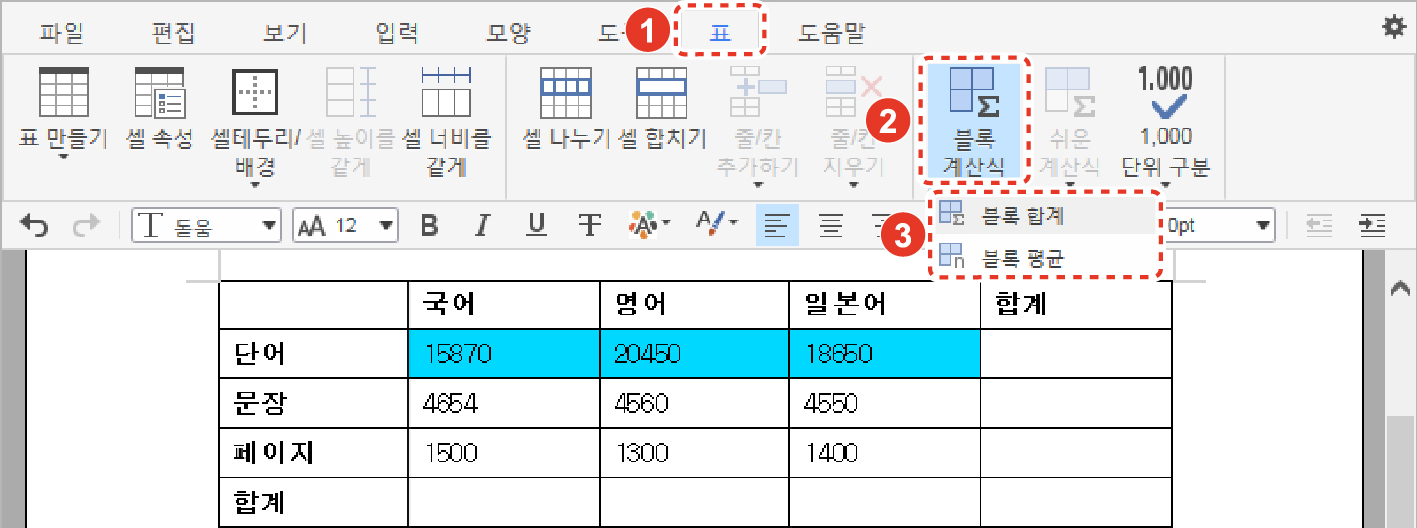 파일 편집 보기 입력 모양 도 1 표 도움말
표 만들기 셀 속성 셀테두리/ 셀 높이를 셀 너비를 셀 나누기 셀 합치기 줄/칸 줄/칸 2 블록 쉬운 1.000 1,000
배경 같게 같게 추가하기 지우기 계산식 계산식 단위 구분
돋움 12 B I U T 3 블록 합계 0pt
블록 평균
국어 영어 일본어 합계
단어 15870 20450 18650
문장 4654 4560 4550
페이지 1500 1300 1400
합계